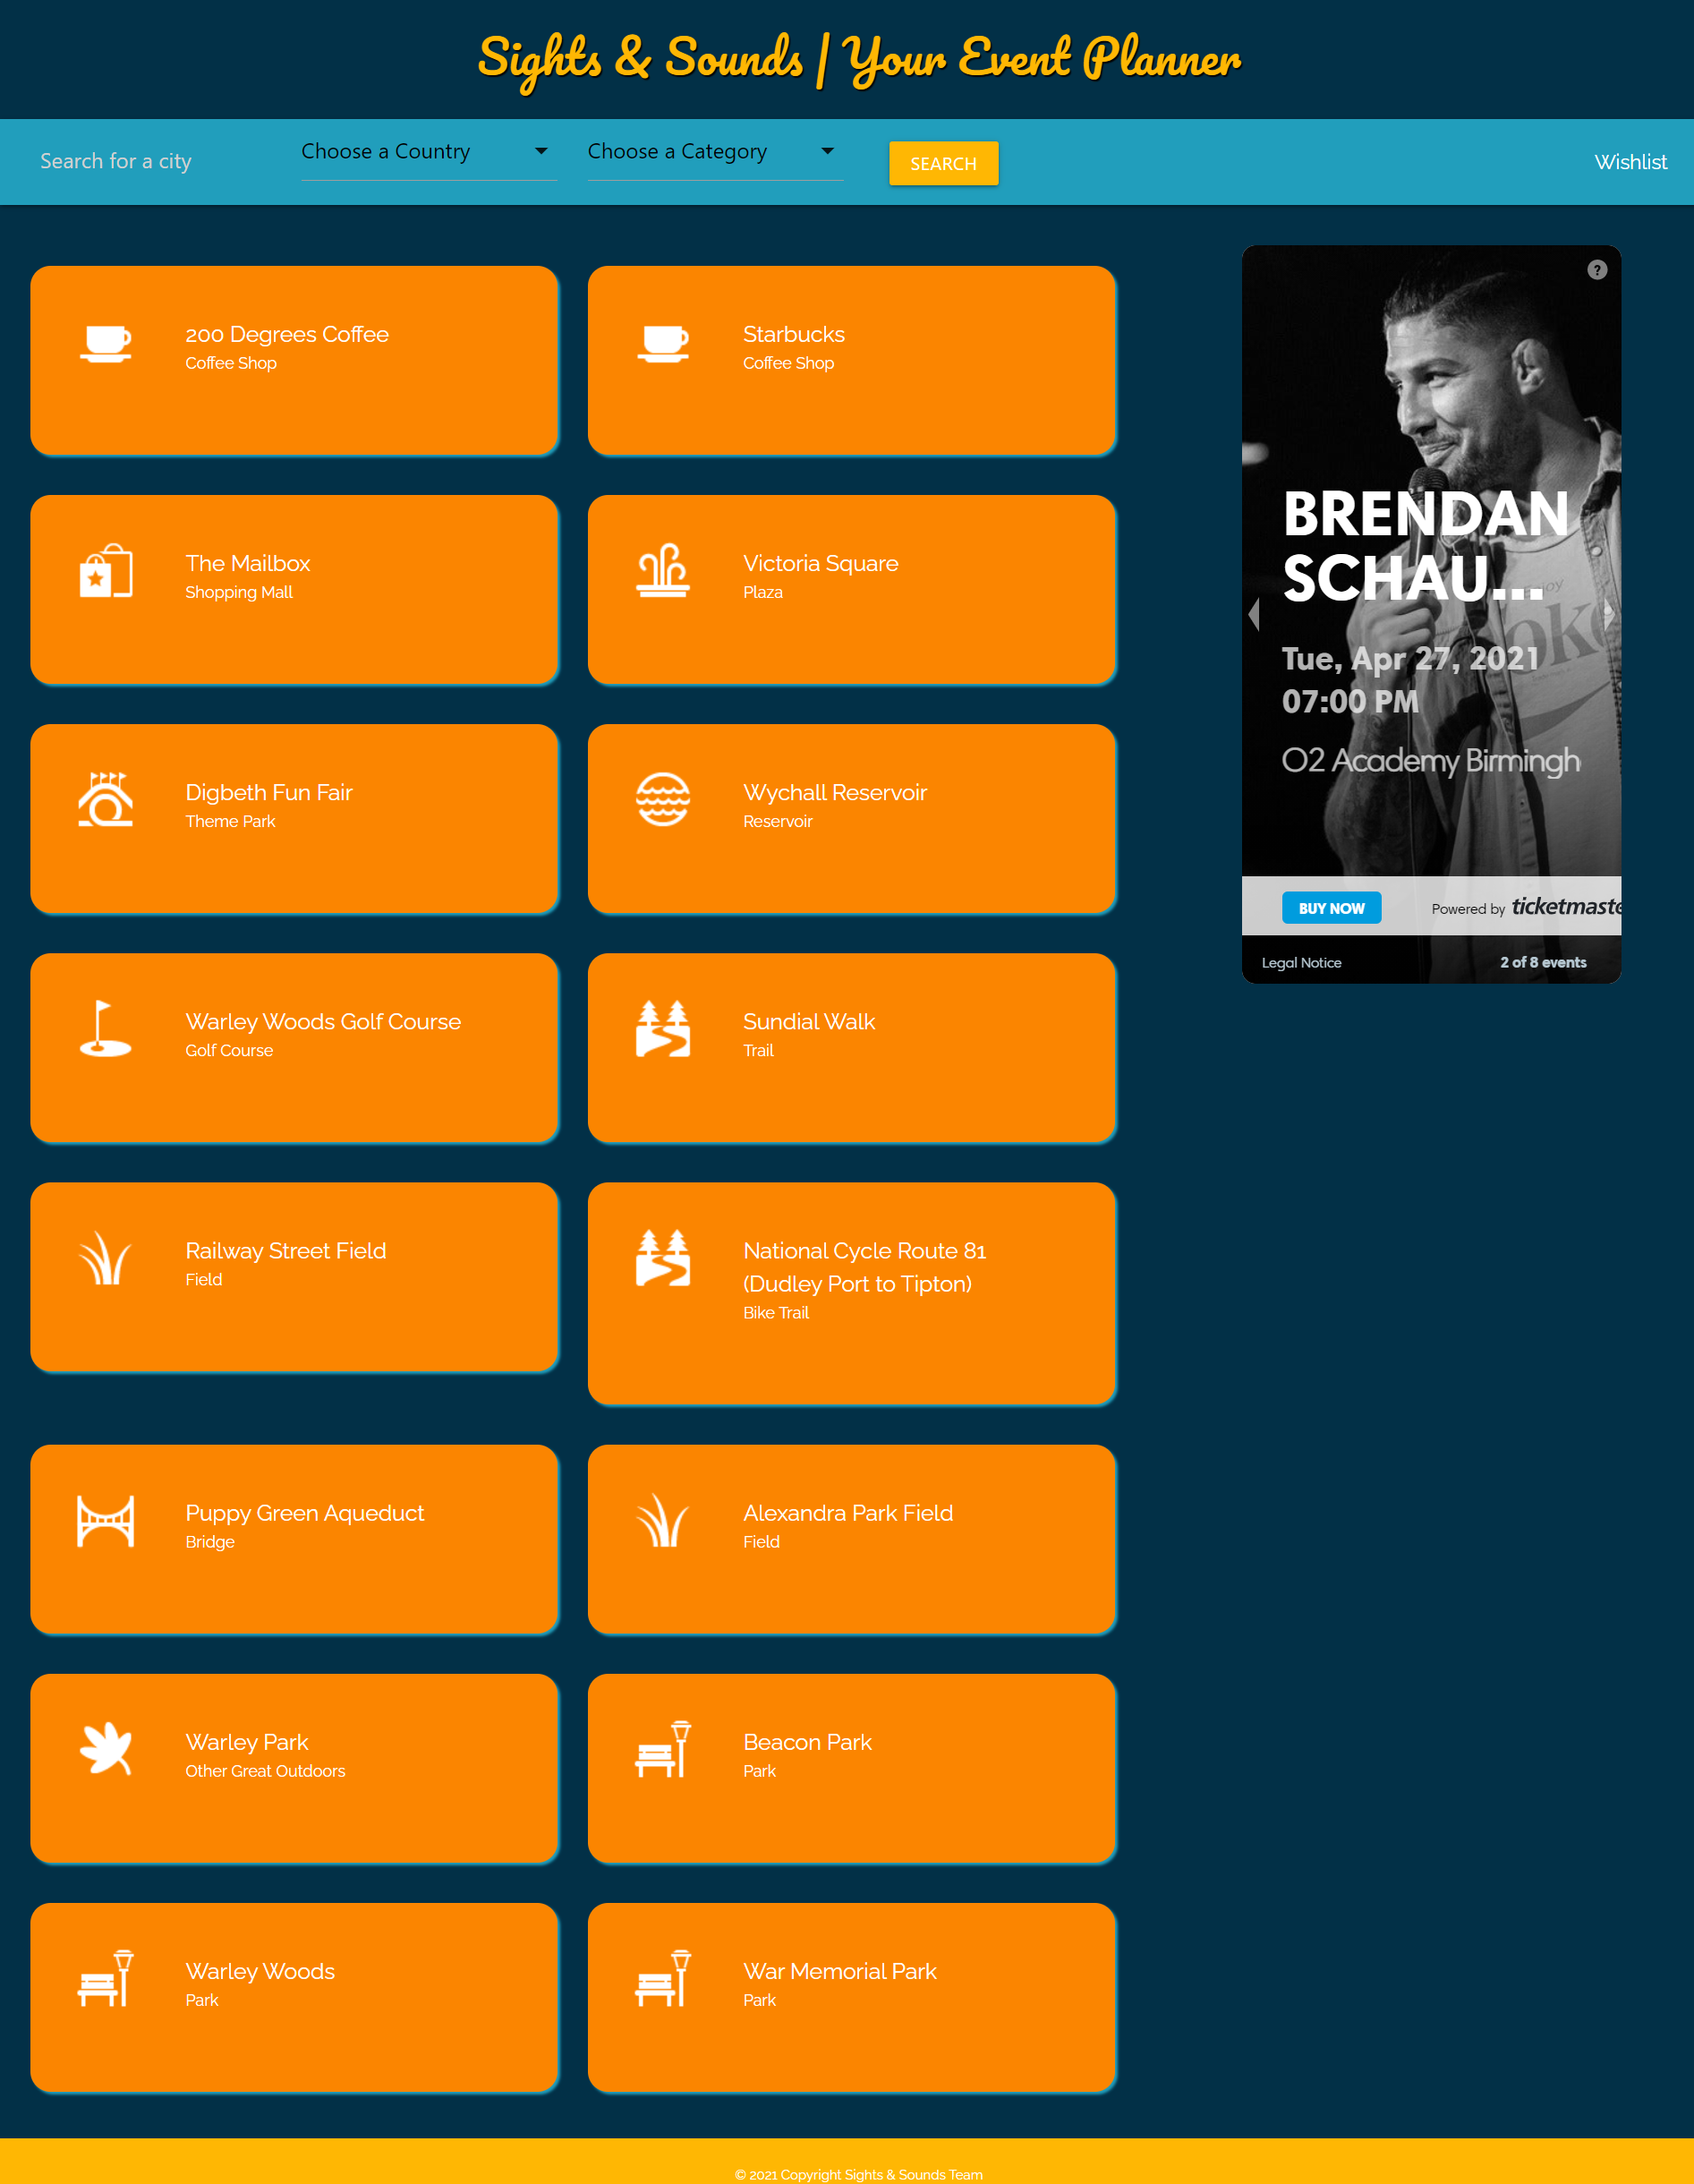 Sights & Sounds | Your Event Planner
Search for a city
Choose a Country
Choose a Category
SEARCH
Wishlist
200 Degrees Coffee
Coffee Shop
Starbucks
Coffee Shop
The Mailbox
Shopping Mall
Victoria Square
Plaza
Digbeth Fun Fair
Theme Park
Wychall Reservoir
Reservoir
Warley Woods Golf Course
Golf Course
Sundial Walk
Trail
Railway Street Field
Field
National Cycle Route 81
(Dudley Port to Tipton)
Bike Trail
Puppy Green Aqueduct
Bridge
Alexandra Park Field
Field
Warley Park
Other Great Outdoors
Beacon Park
Park
Warley Woods
Park
War Memorial Park
Park
?
BRENDAN
SCHAU...
Tue, Apr 27, 2021
07:00 PM
O2 Academy Birmingh
BUY NOW
Powered by ticketmaste
Legal Notice
2 of 8 events
© 2021 Copyright Sights & Sounds Team